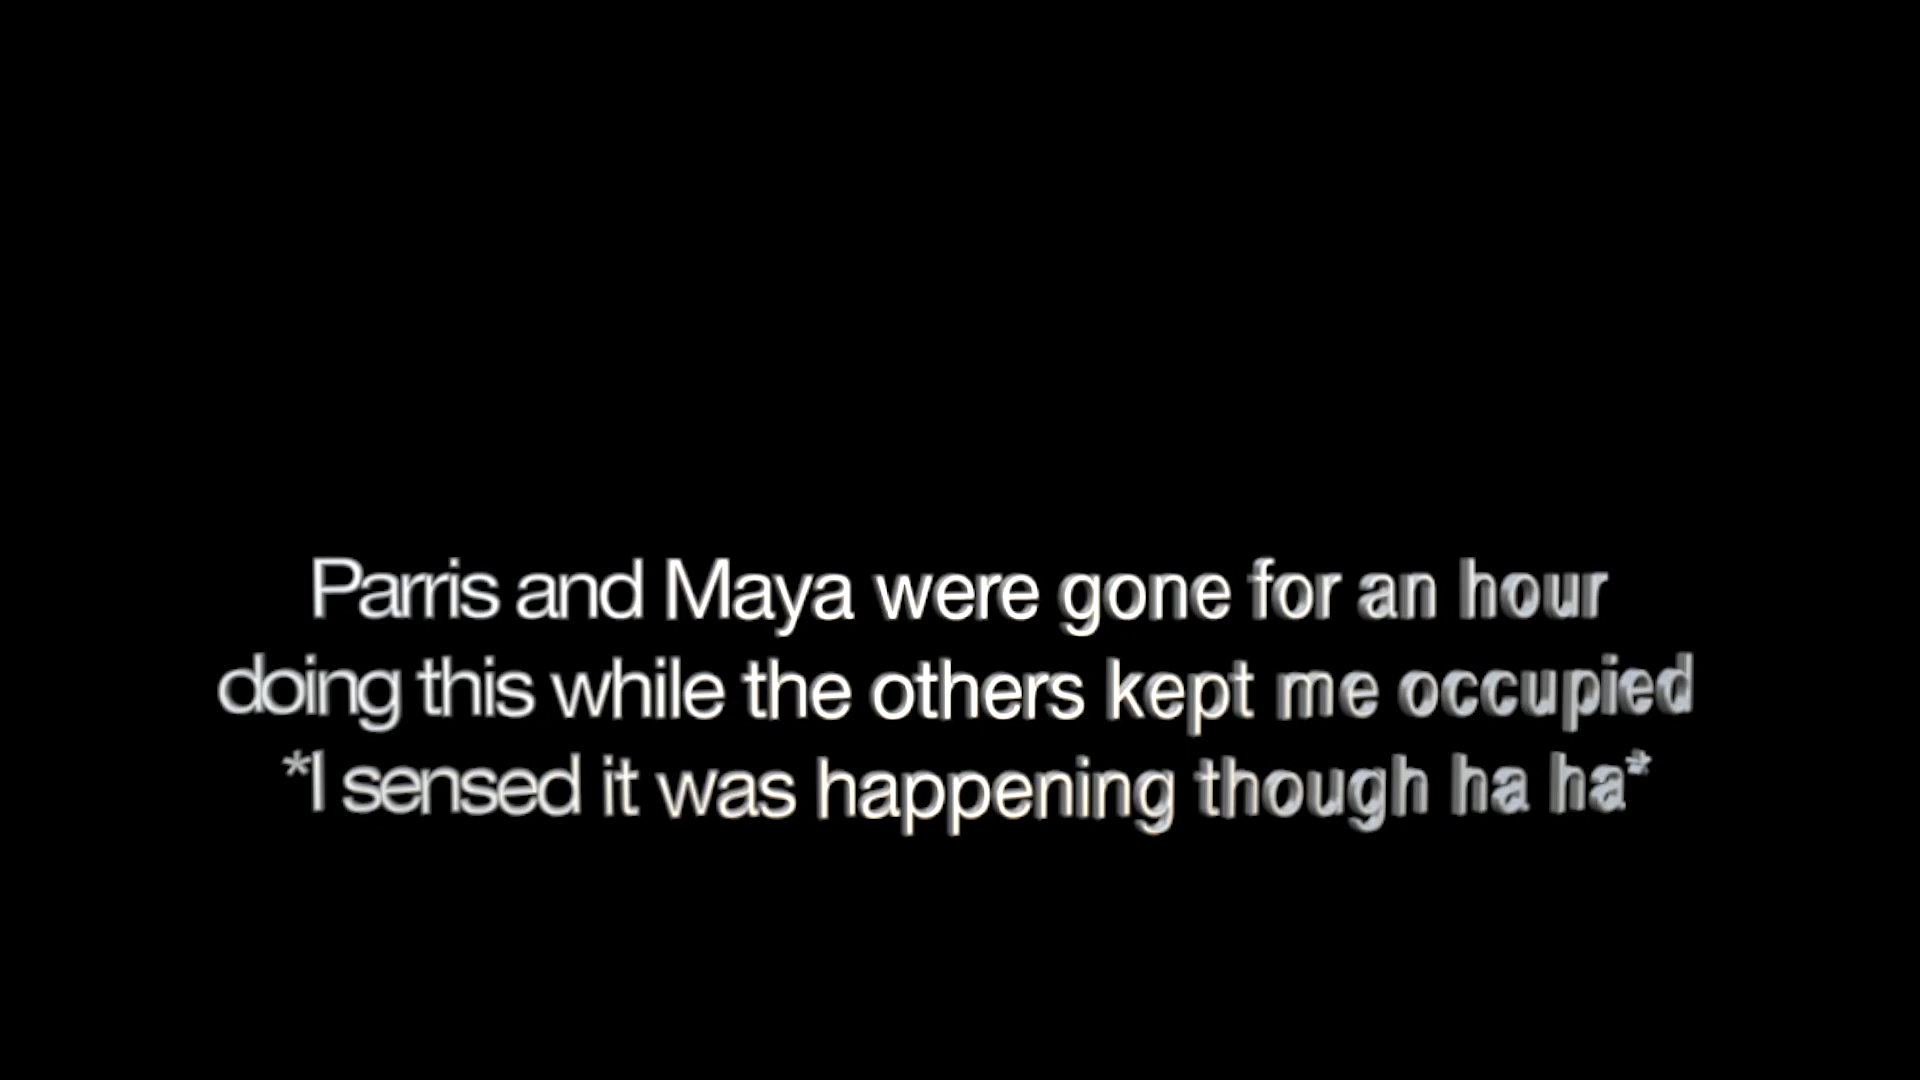 Parris and Maya were gone for an hour
doing this while the others kept me occupied
*I sensed it was happening though ha ha*